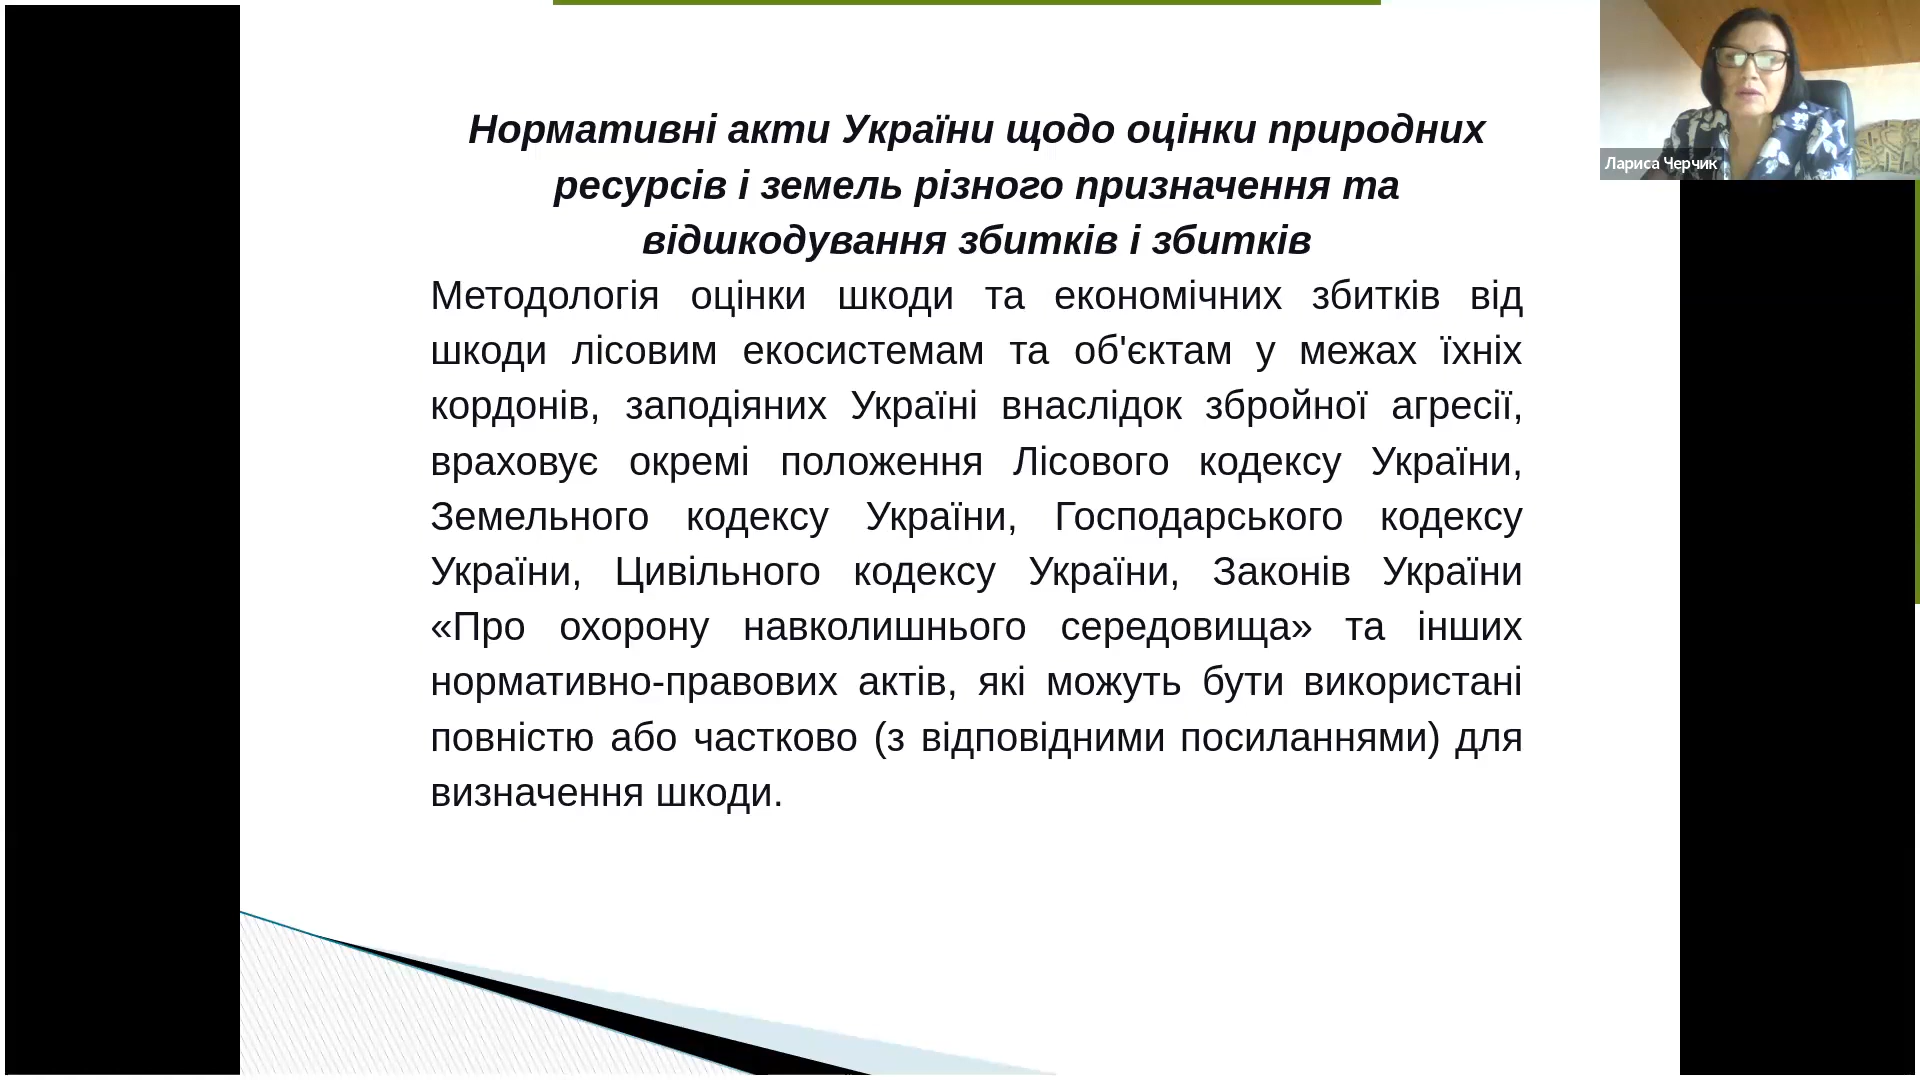 Нормативні акти України щодо оцінки природних
ресурсів і земель різного призначення та
відшкодування збитків і збитків
Методологія оцінки шкоди та економічних збитків від
шкоди лісовим екосистемам та об'єктам у межах їхніх
кордонів, заподіяних Україні внаслідок збройної агресії,
враховує окремі положення Лісового кодексу України,
Земельного кодексу України, Господарського кодексу
України, Цивільного кодексу України, Законів України
«Про охорону навколишнього середовища» та інших
нормативно-правових актів, які можуть бути використані
повністю або частково (з відповідними посиланнями) для
визначення шкоди.
Лариса Черчик